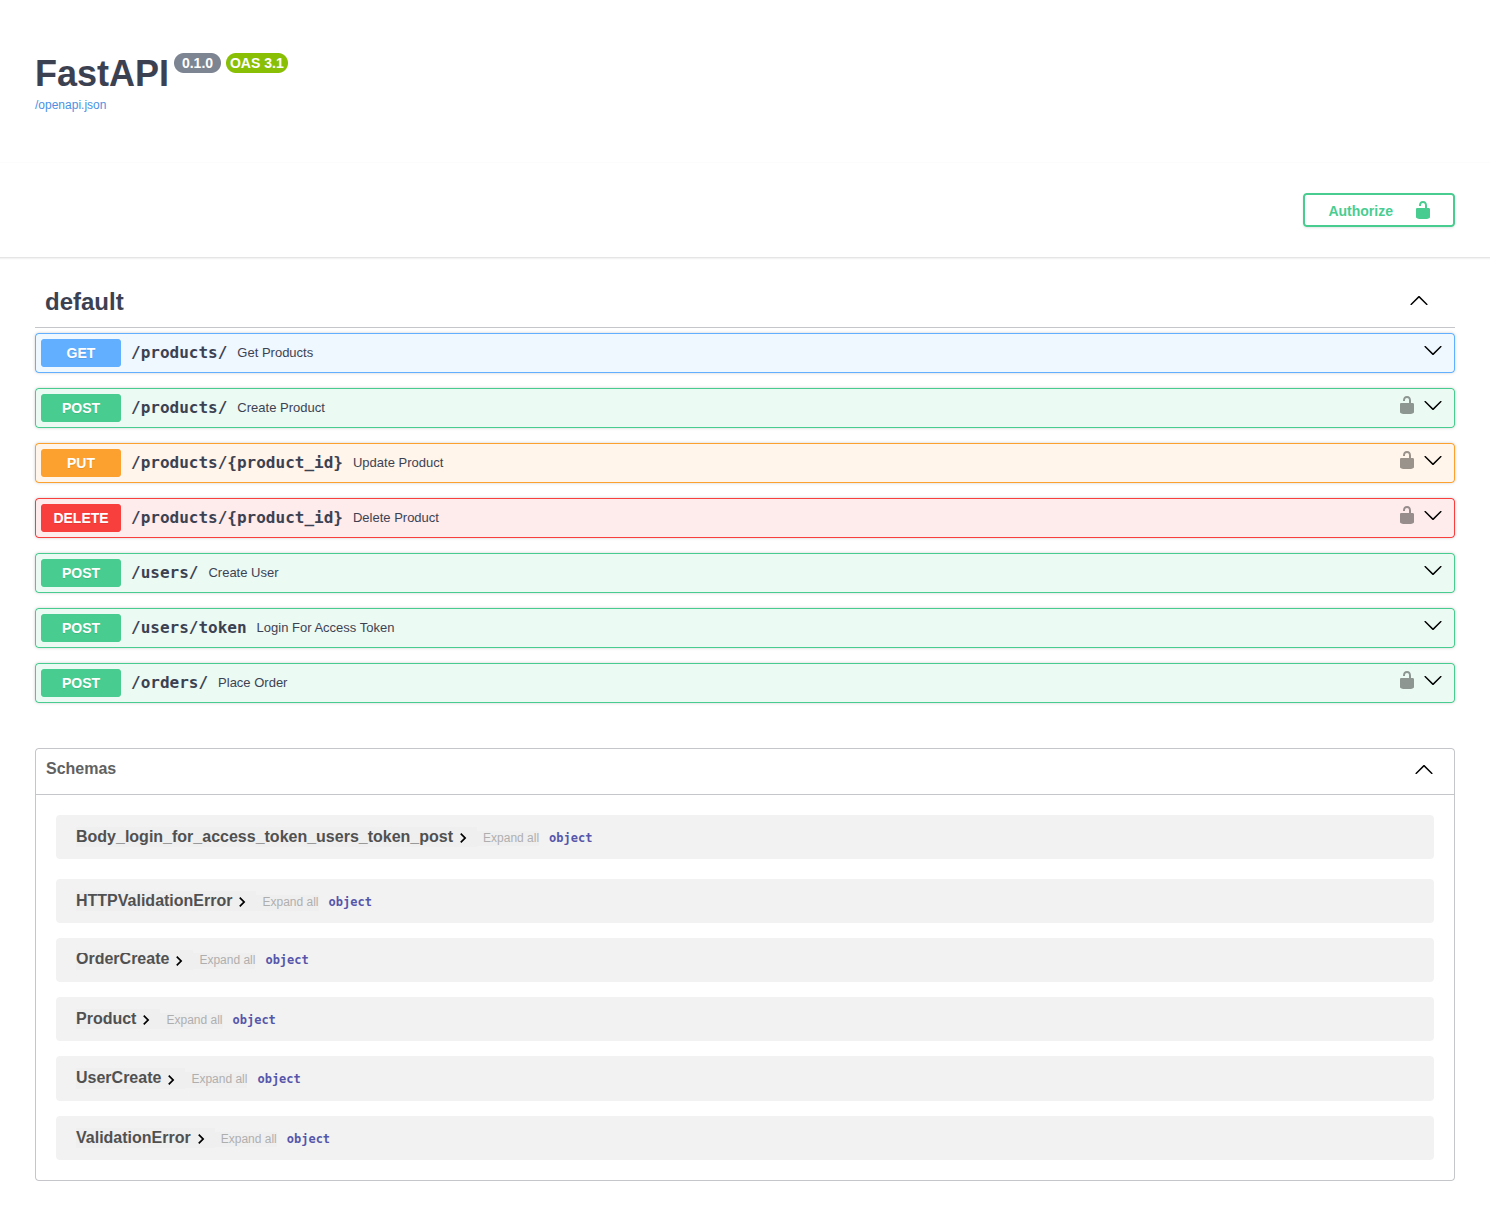 FastAPI 0.1.0 OAS 3.1
/openapi.json
Authorize
default
GET /products/ Get Products
POST /products/ Create Product
PUT /products/{product_id} Update Product
DELETE /products/{product_id} Delete Product
POST /users/ Create User
POST /users/token Login For Access Token
POST /orders/ Place Order
Schemas
Body_login_for_access_token_users_token_post Expand all object
HTTPValidationError Expand all object
OrderCreate Expand all object
Product Expand all object
UserCreate Expand all object
ValidationError Expand all object